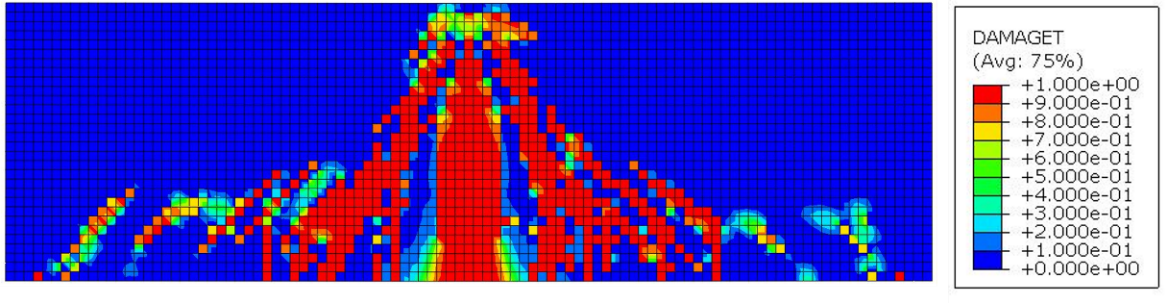 DAMAGET
(Avg: 75%)
+1.000e+00
+9.000e-01
+8.000e-01
+7.000e-01
+6.000e-01
+5.000e-01
+4.000e-01
+3.000e-01
+2.000e-01
+1.000e-01
+0.000e+00